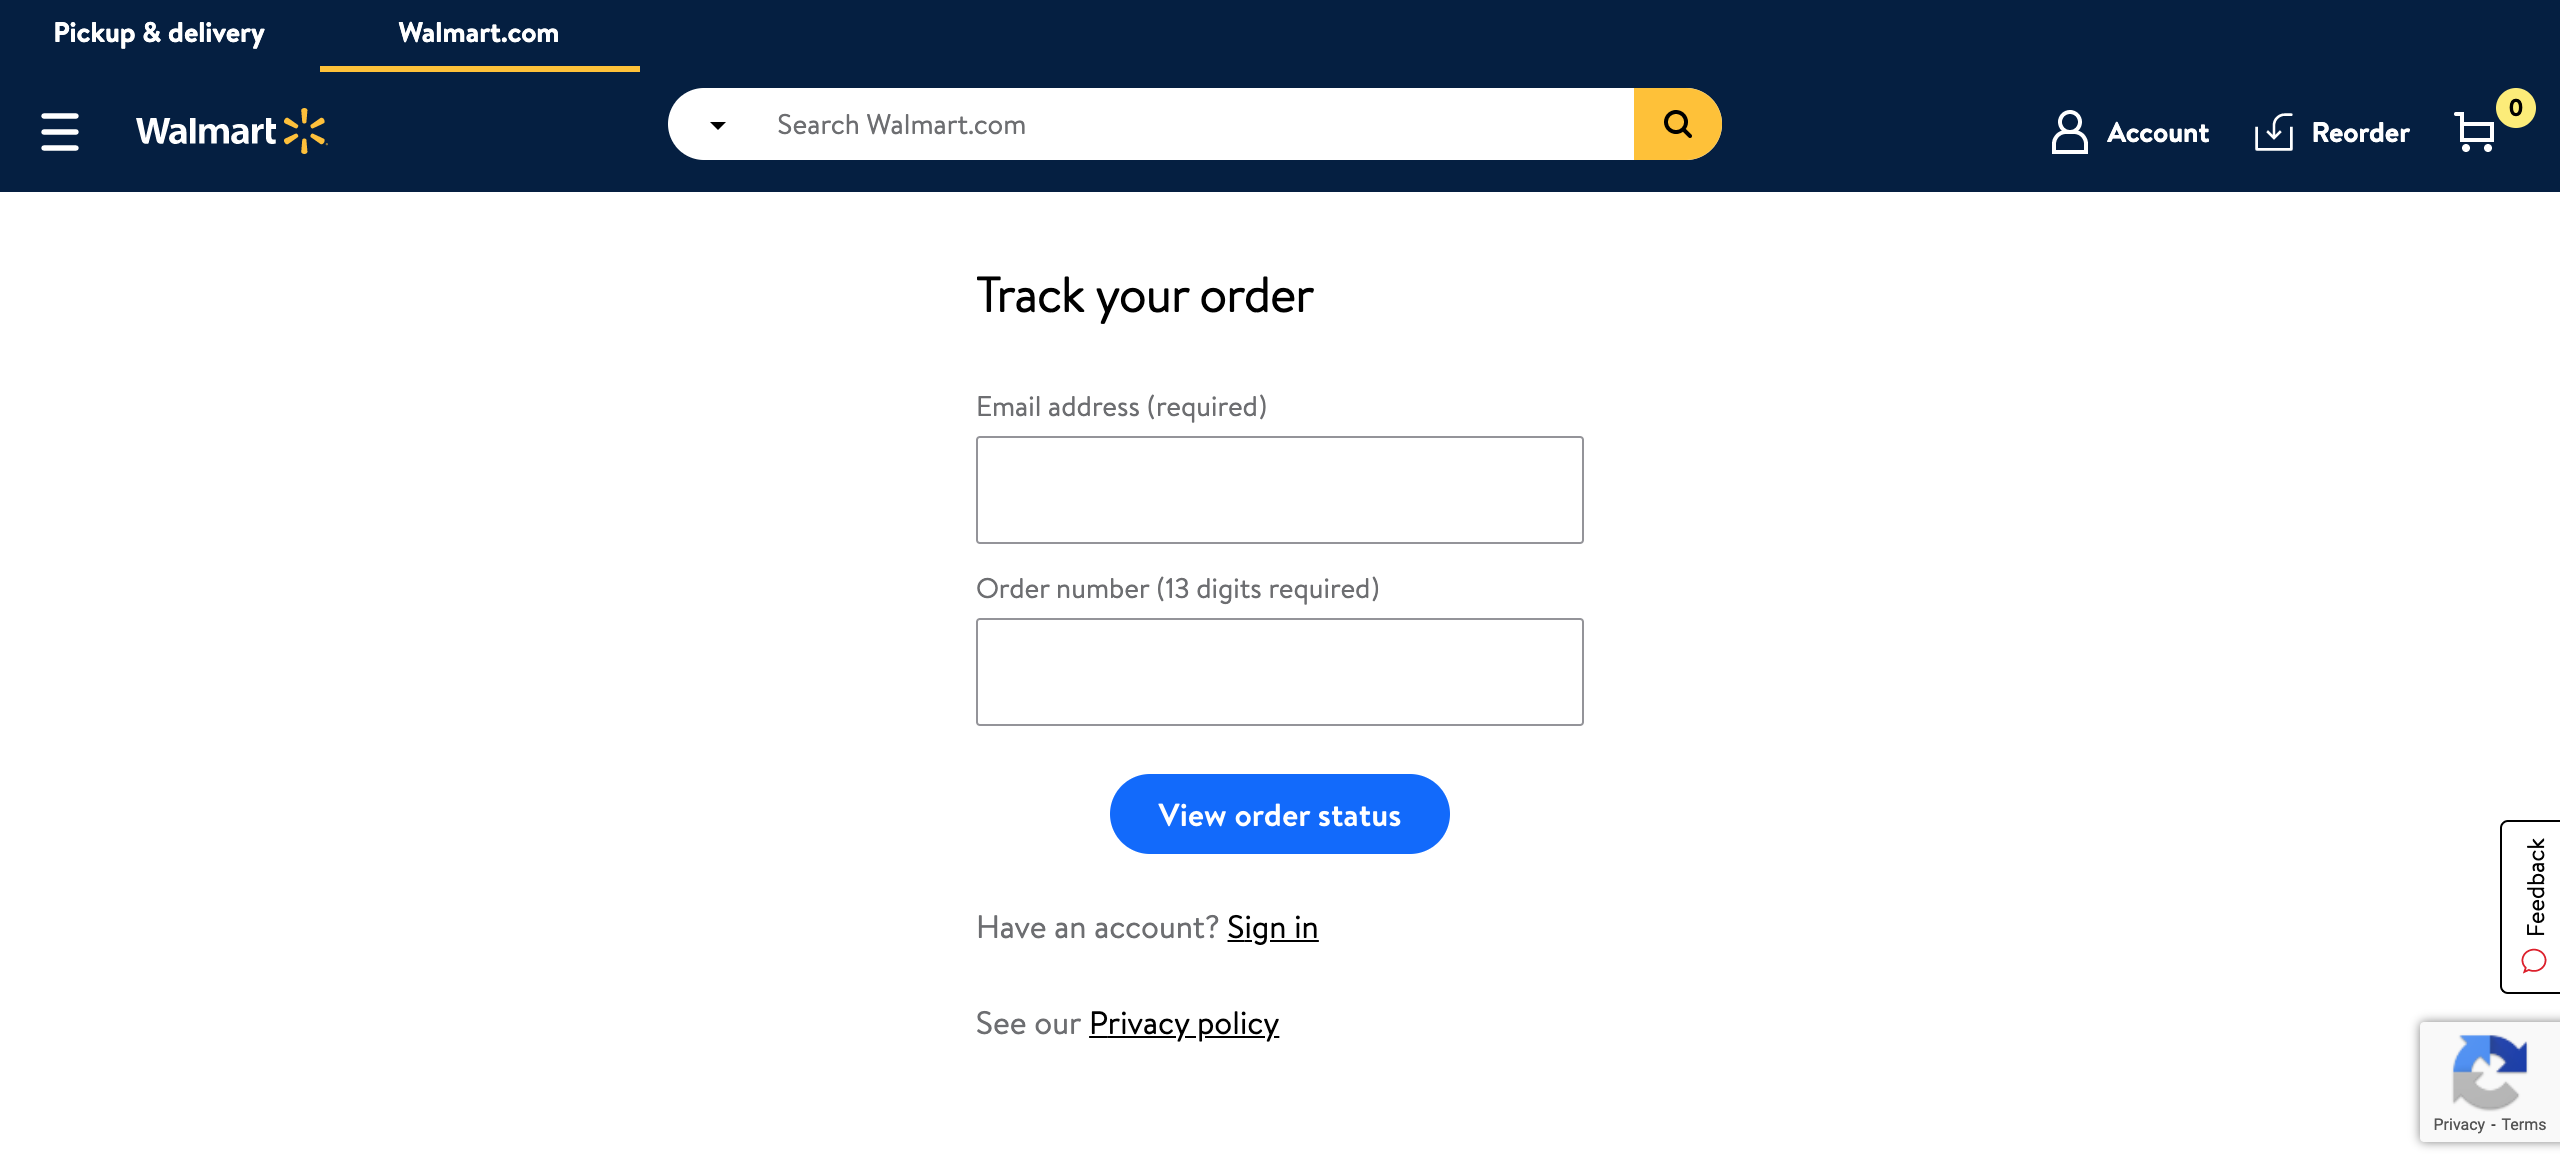 Pickup & delivery
Walmart.com
Walmart
Search Walmart.com
Account
Reorder
0
Track your order
Email address (required)
Order number (13 digits required)
View order status
Have an account? Sign in
See our Privacy policy
Feedback
Privacy - Terms